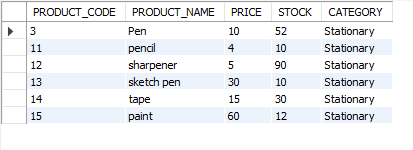 PRODUCT_CODE PRODUCT_NAME PRICE STOCK CATEGORY
3 Pen 10 52 Stationary
11 pencil 4 10 Stationary
12 sharpener 5 90 Stationary
13 sketch pen 30 10 Stationary
14 tape 15 30 Stationary
15 paint 60 12 Stationary